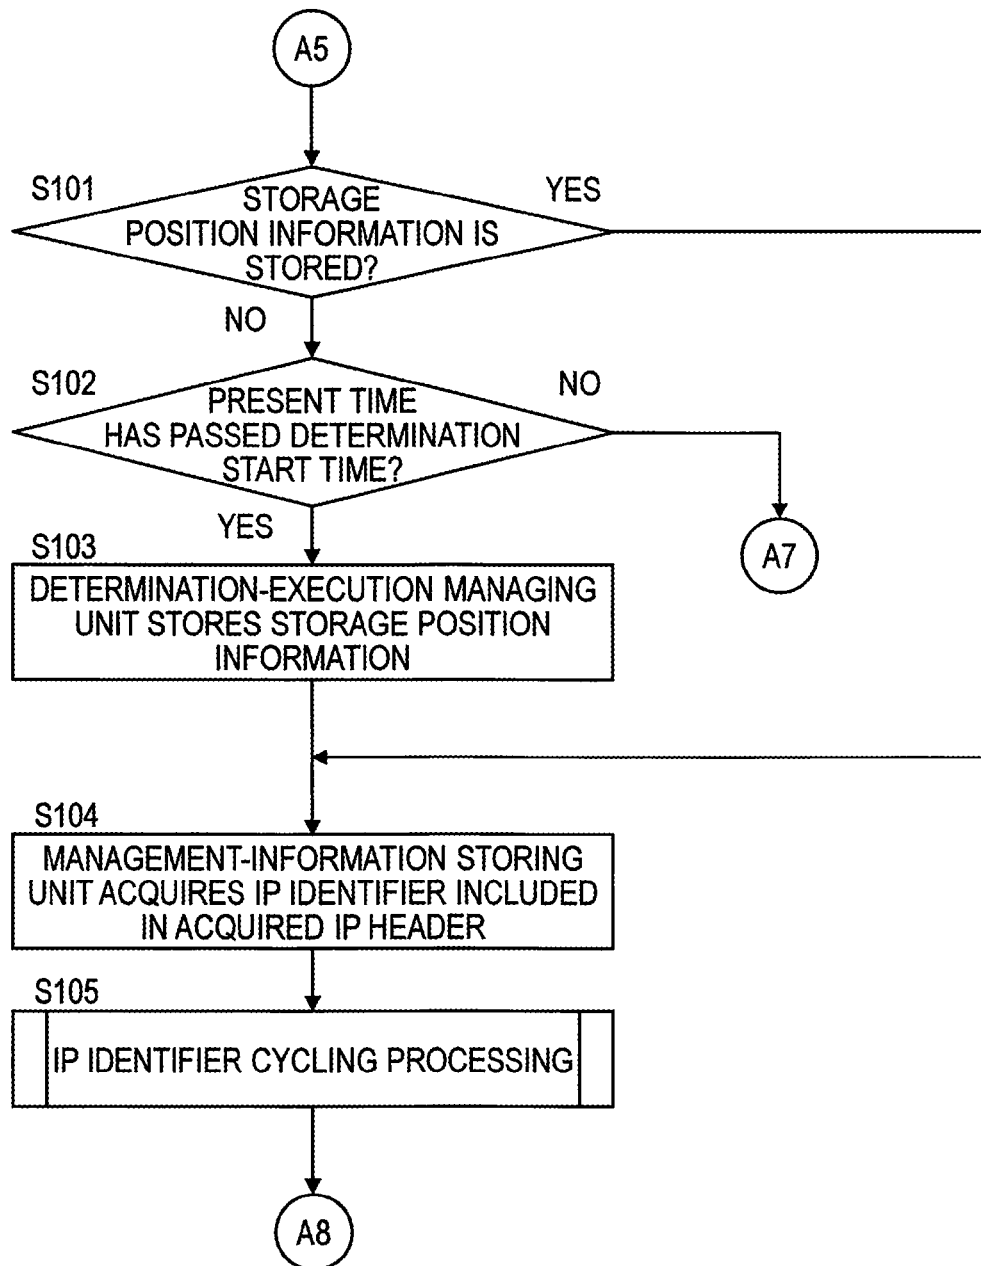 A5
S101
YES
STORAGE
POSITION INFORMATION IS
STORED?
NO
S102
NO
PRESENT TIME
HAS PASSED DETERMINATION
START TIME?
YES
S103
A7
DETERMINATION-EXECUTION MANAGING
UNIT STORES STORAGE POSITION
INFORMATION
S104
MANAGEMENT-INFORMATION STORING
UNIT ACQUIRES IP IDENTIFIER INCLUDED
IN ACQUIRED IP HEADER
S105
IP IDENTIFIER CYCLING PROCESSING
A8